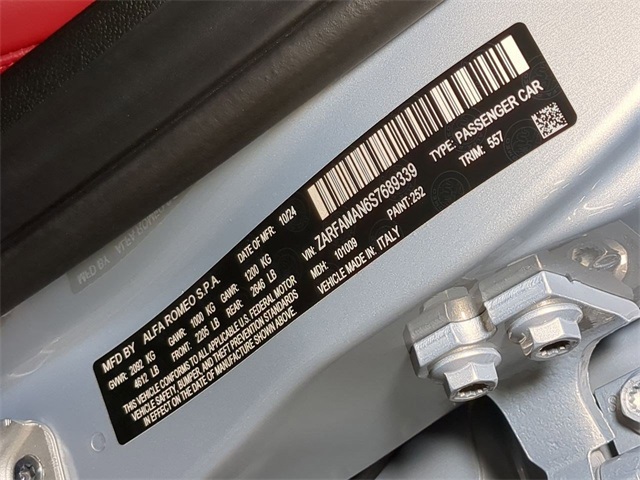 MFD BY ALFA ROMEO S.P.A. DATE OF MFR: 10/24
GVWR: 2092 KG GAWR: 1000 KG GAWR: 1200 KG
4612 LB FRONT: 2205 LB REAR: 2646 LB
THIS VEHICLE CONFORMS TO ALL APPLICABLE U.S. FEDERAL MOTOR
VEHICLE SAFETY, BUMPER, AND THEFT PREVENTION STANDARDS
IN EFFECT ON THE DATE OF MANUFACTURE SHOWN ABOVE.
VIN: ZARFAMAN6S7689339 TYPE: PASSENGER CAR
MDH: 101009 PAINT: 252 TRIM: 557
VEHICLE MADE IN: ITALY